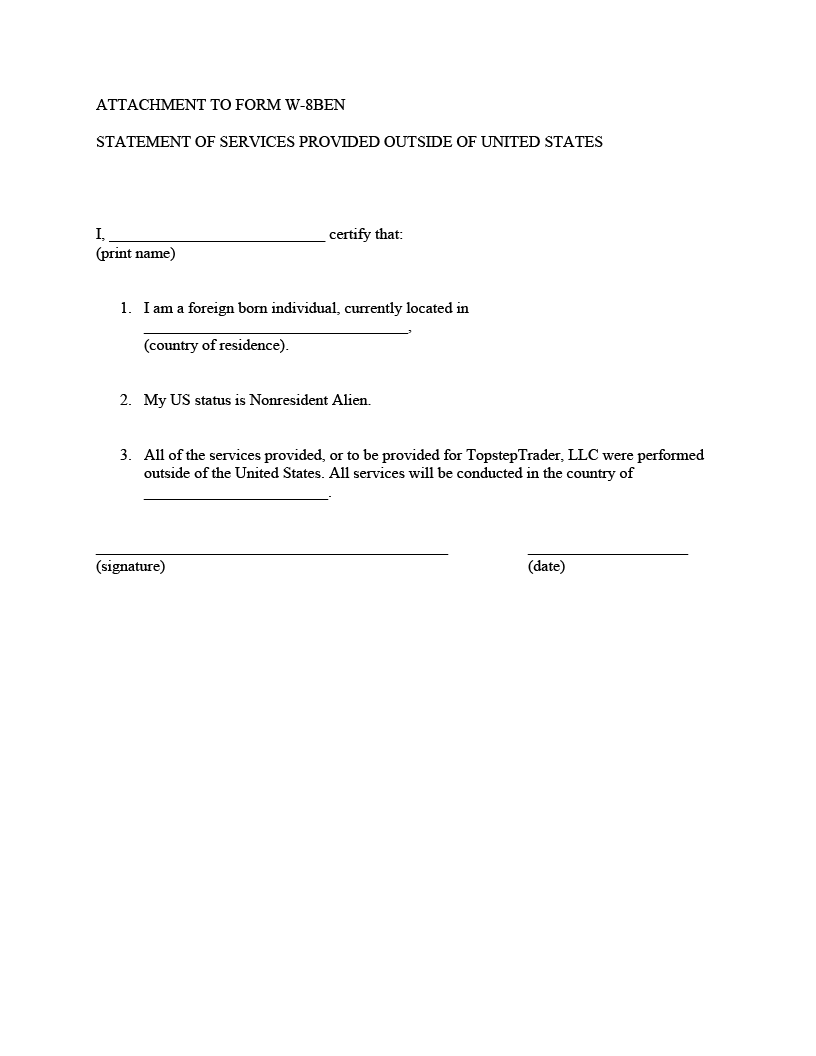 ATTACHMENT TO FORM W-8BEN
STATEMENT OF SERVICES PROVIDED OUTSIDE OF UNITED STATES
I, ___________________________ certify that:
(print name)
1. I am a foreign born individual, currently located in
_________________________________,
(country of residence).
2. My US status is Nonresident Alien.
3. All of the services provided, or to be provided for TopstepTrader, LLC were performed
outside of the United States. All services will be conducted in the country of
_______________________.
____________________________________________ ____________________
(signature) (date)